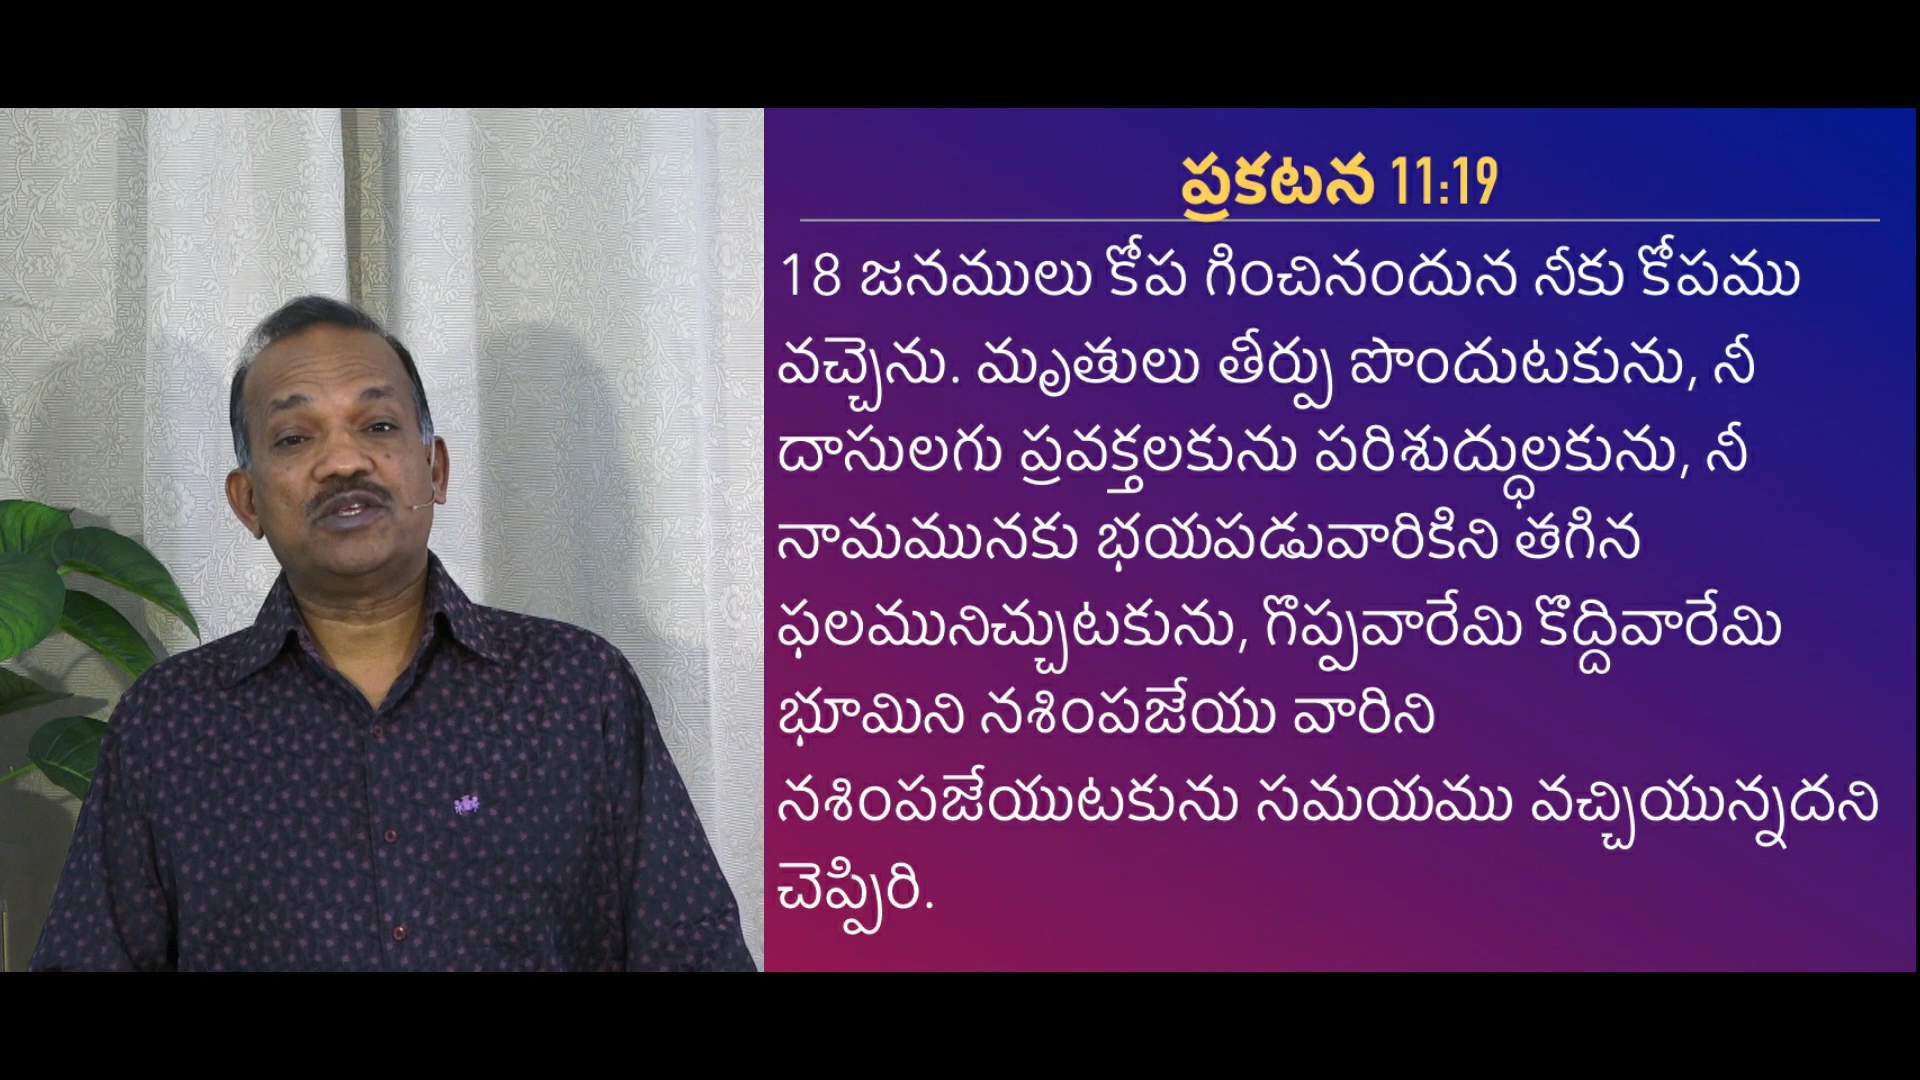 ప్రకటన 11:19
18 జనములు కోప గించినందున నీకు కోపము
వచ్చెను. మృతులు తీర్పు పొందుటకును, నీ
దాసులగు ప్రవక్తలకును పరిశుద్ధులకును, నీ
నామమునకు భయపడువారికిని తగిన
ఫలమునిచ్చుటకును, గొప్పవారేమి కొద్దివారేమి
భూమిని నశింపజేయు వారిని
నశింపజేయుటకును సమయము వచ్చియున్నదని
చెప్పిరి.